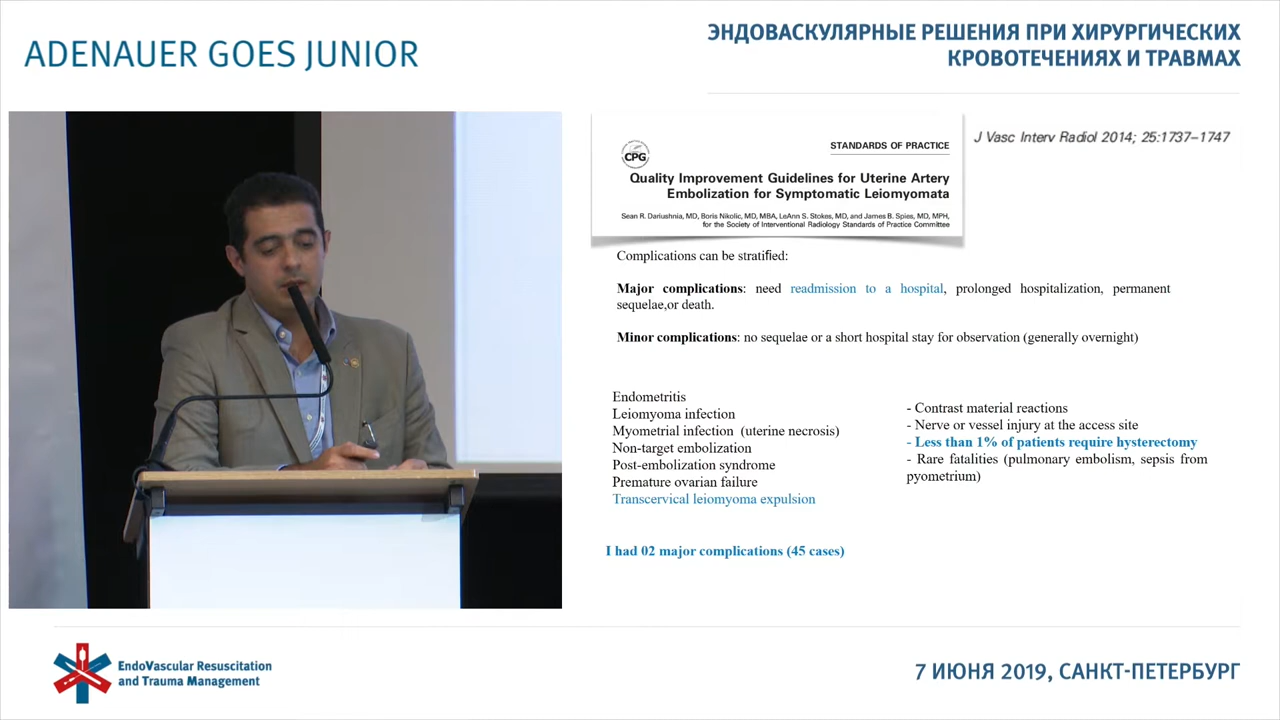 ADENAUER GOES JUNIOR
ЭНДОВАСКУЛЯРНЫЕ РЕШЕНИЯ ПРИ ХИРУРГИЧЕСКИХ
КРОВОТЕЧЕНИЯХ И ТРАВМАХ
CPG
STANDARDS OF PRACTICE
J Vasc Interv Radiol 2014; 25:1737–1747
Quality Improvement Guidelines for Uterine Artery
Embolization for Symptomatic Leiomyomata
Sean R. Dariushnia, MD, Boris Nikolic, MD, MBA, LeAnn S. Stokes, MD, and James B. Spies, MD, MPH,
for the Society of Interventional Radiology Standards of Practice Committee
Complications can be stratified:
Major complications: need readmission to a hospital, prolonged hospitalization, permanent
sequelae,or death.
Minor complications: no sequelae or a short hospital stay for observation (generally overnight)
Endometritis
Leiomyoma infection
Myometrial infection (uterine necrosis)
Non-target embolization
Post-embolization syndrome
Premature ovarian failure
Transcervical leiomyoma expulsion
- Contrast material reactions
- Nerve or vessel injury at the access site
- Less than 1% of patients require hysterectomy
- Rare fatalities (pulmonary embolism, sepsis from
pyometrium)
I had 02 major complications (45 cases)
EndoVascular Resuscitation
and Trauma Management
7 ИЮНЯ 2019, САНКТ-ПЕТЕРБУРГ